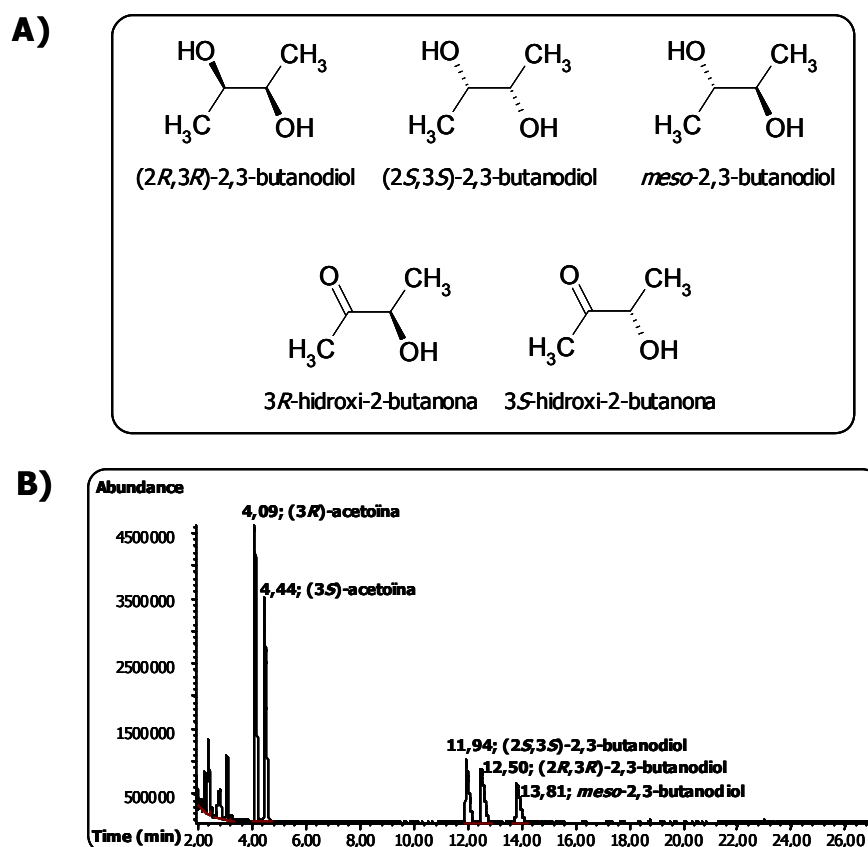 A)
HO CH3 HO CH3 HO CH3
H3C OH H3C OH H3C OH
(2R,3R)-2,3-butanodiol (2S,3S)-2,3-butanodiol meso-2,3-butanodiol
O CH3 O CH3
H3C OH H3C OH
3R-hidroxi-2-butanona 3S-hidroxi-2-butanona
B)
Abundance
4,09; (3R)-acetoïna
4500000
4,44; (3S)-acetoïna
3500000
2500000
1500000
11,94; (2S,3S)-2,3-butanodiol
12,50; (2R,3R)-2,3-butanodiol
13,81; meso-2,3-butanodiol
500000
Time (min) 2,00 4,00 6,00 8,00 10,00 12,00 14,00 16,00 18,00 20,00 22,00 24,00 26,00